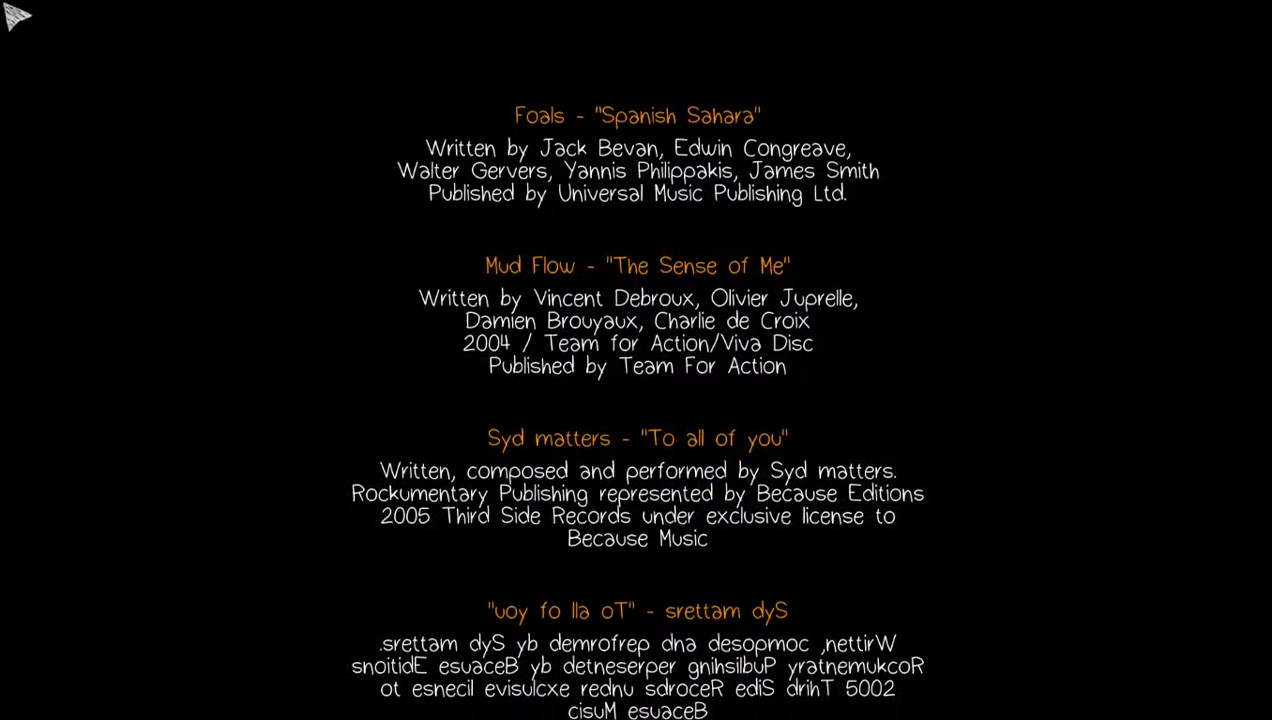 Foals - "Spanish Sahara"
Written by Jack Bevan, Edwin Congreave,
Walter Gervers, Yannis Philippakis, James Smith
Published by Universal Music Publishing Ltd.
Mud Flow - "The Sense of Me"
Written by Vincent Debroux, Olivier Juprelle,
Damien Brouyaux, Charlie de Croix
2004 / Team for Action/Viva Disc
Published by Team For Action
Syd matters - "To all of you"
Written, composed and performed by Syd matters.
Rockumentary Publishing represented by Because Editions
2005 Third Side Records under exclusive license to
Because Music
"uoy fo lla oT" - srettam dyS
.srettam dyS yb demrofrep dna desopmoc ,nettirW
snoitidE esuaceB yb detneserper gnihsilbuP yratnemukcoR
ot esnecil evisulcxe rednu sdroceR ediS drihT 5002
cisuM esuaceB